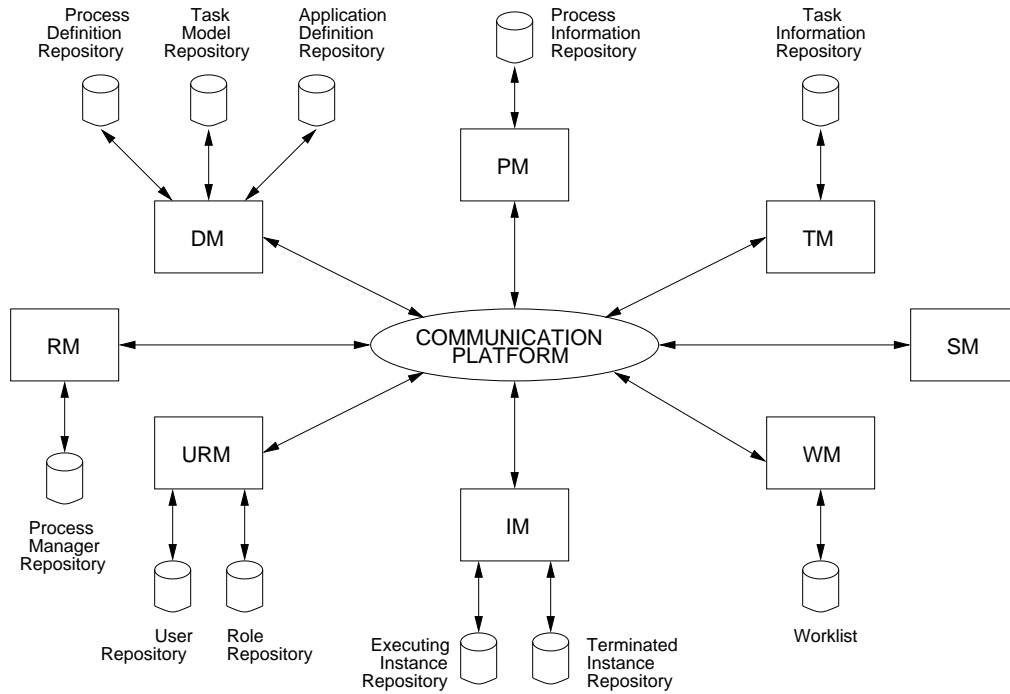 Process
Definition
Repository
Task
Model
Repository
Application
Definition
Repository
Process
Information
Repository
Task
Information
Repository
PM
DM
TM
RM
COMMUNICATION
PLATFORM
SM
URM
WM
IM
Process
Manager
Repository
User
Repository
Role
Repository
Executing
Instance
Repository
Terminated
Instance
Repository
Worklist